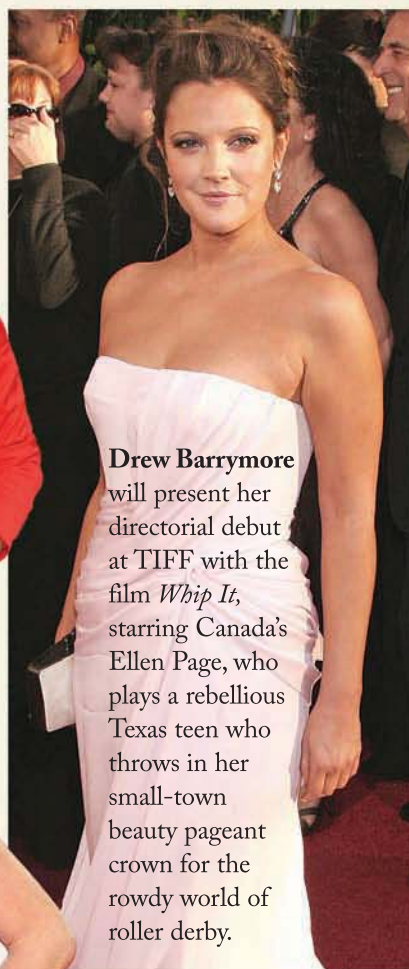 Drew Barrymore
will present her
directorial debut
at TIFF with the
film Whip It,
starring Canada’s
Ellen Page, who
plays a rebellious
Texas teen who
throws in her
small-town
beauty pageant
crown for the
rowdy world of
roller derby.